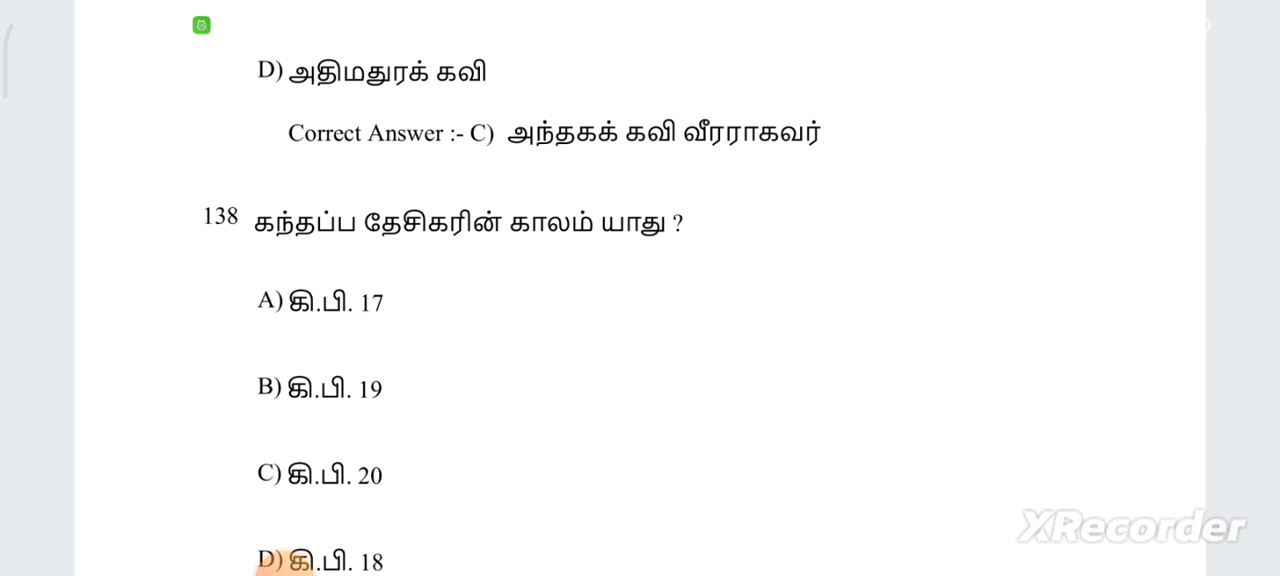 D) அதிமதுரக் கவி
Correct Answer :- C) அந்தகக் கவி வீரராகவர்
138 கந்தப்ப தேசிகரின் காலம் யாது ?
A) கி.பி. 17
B) கி.பி. 19
C) கி.பி. 20
D) கி.பி. 18
XRecorder